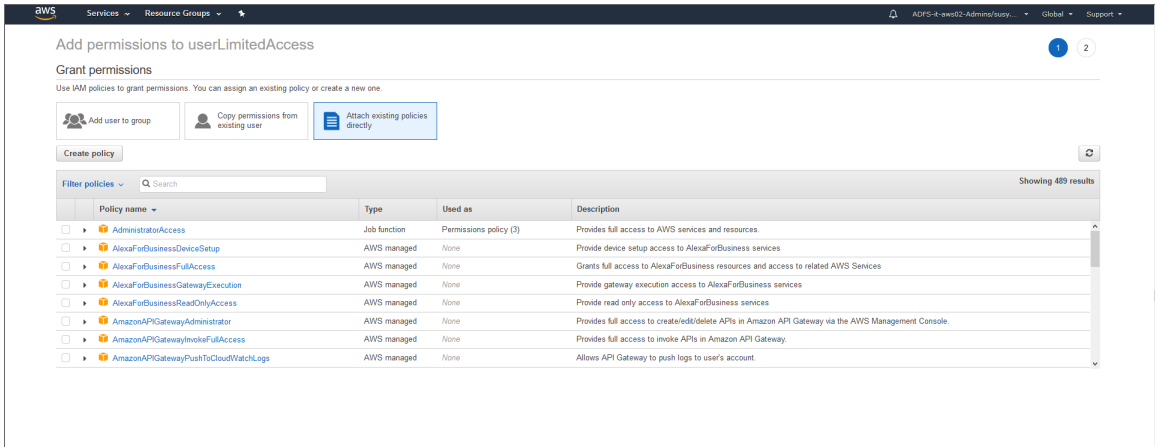 aws Services Resource Groups ADFS-it-aws02-Admins/susy,... Global Support
Add permissions to userLimitedAccess
1 2
Grant permissions
Use IAM policies to grant permissions. You can assign an existing policy or create a new one.
Add user to group
Copy permissions from
existing user
Attach existing policies
directly
Create policy
Filter policies Search Showing 489 results
Policy name Type Used as Description
AdministratorAccess Job function Permissions policy (3) Provides full access to AWS services and resources.
AlexaForBusinessDeviceSetup AWS managed None Provide device setup access to AlexaForBusiness services
AlexaForBusinessFullAccess AWS managed None Grants full access to AlexaForBusiness resources and access to related AWS Services
AlexaForBusinessGatewayExecution AWS managed None Provide gateway execution access to AlexaForBusiness services
AlexaForBusinessReadOnlyAccess AWS managed None Provide read only access to AlexaForBusiness services
AmazonAPIGatewayAdministrator AWS managed None Provides full access to create/edit/delete APIs in Amazon API Gateway via the AWS Management Console.
AmazonAPIGatewayInvokeFullAccess AWS managed None Provides full access to invoke APIs in Amazon API Gateway.
AmazonAPIGatewayPushToCloudWatchLogs AWS managed None Allows API Gateway to push logs to user's account.